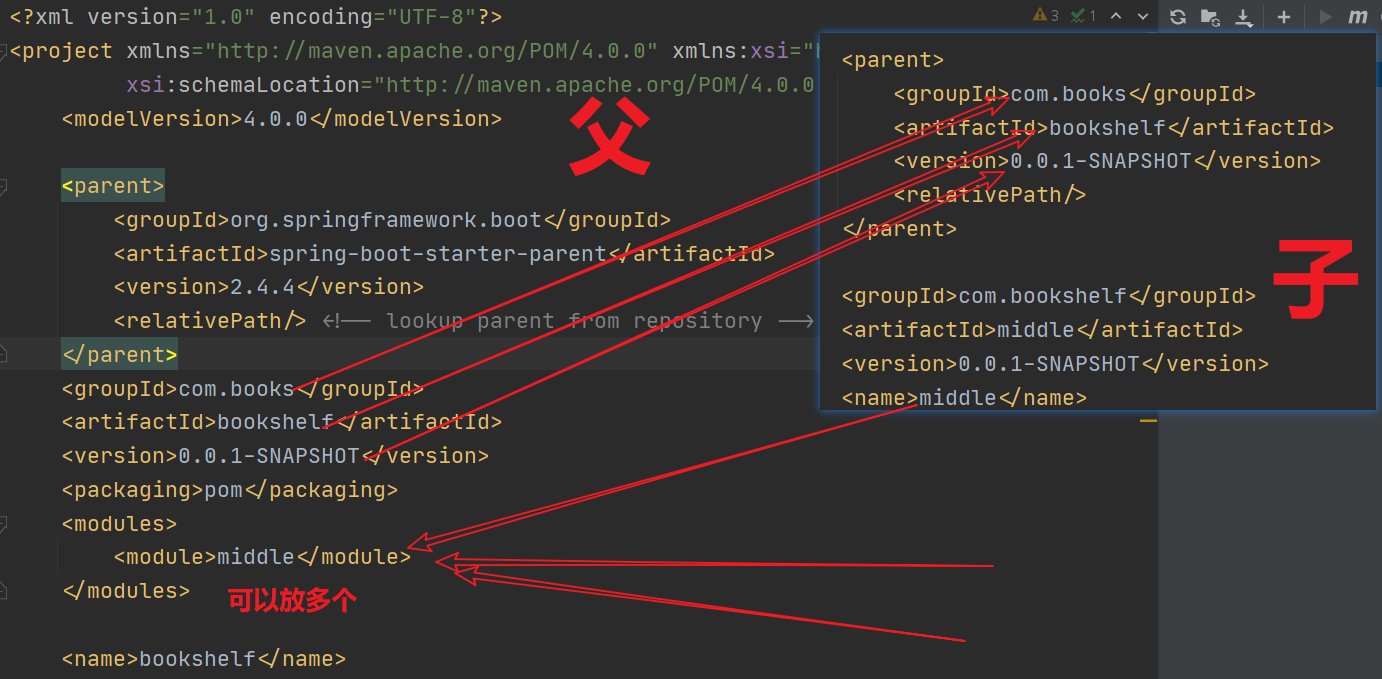 <?xml version="1.0" encoding="UTF-8"?>
<project xmlns="http://maven.apache.org/POM/4.0.0" xmlns:xsi="h
xsi:schemaLocation="http://maven.apache.org/POM/4.0.0
<modelVersion>4.0.0</modelVersion>
父
<parent>
<groupId>org.springframework.boot</groupId>
<artifactId>spring-boot-starter-parent</artifactId>
<version>2.4.4</version>
<relativePath/> <!-- lookup parent from repository -->
</parent>
<groupId>com.books</groupId>
<artifactId>bookshelf</artifactId>
<version>0.0.1-SNAPSHOT</version>
<packaging>pom</packaging>
<modules>
<module>middle</module>
</modules>
可以放多个
<name>bookshelf</name>
3
1
m
<parent>
<groupId>com.books</groupId>
<artifactId>bookshelf</artifactId>
<version>0.0.1-SNAPSHOT</version>
<relativePath/>
</parent>
子
<groupId>com.bookshelf</groupId>
<artifactId>middle</artifactId>
<version>0.0.1-SNAPSHOT</version>
<name>middle</name>